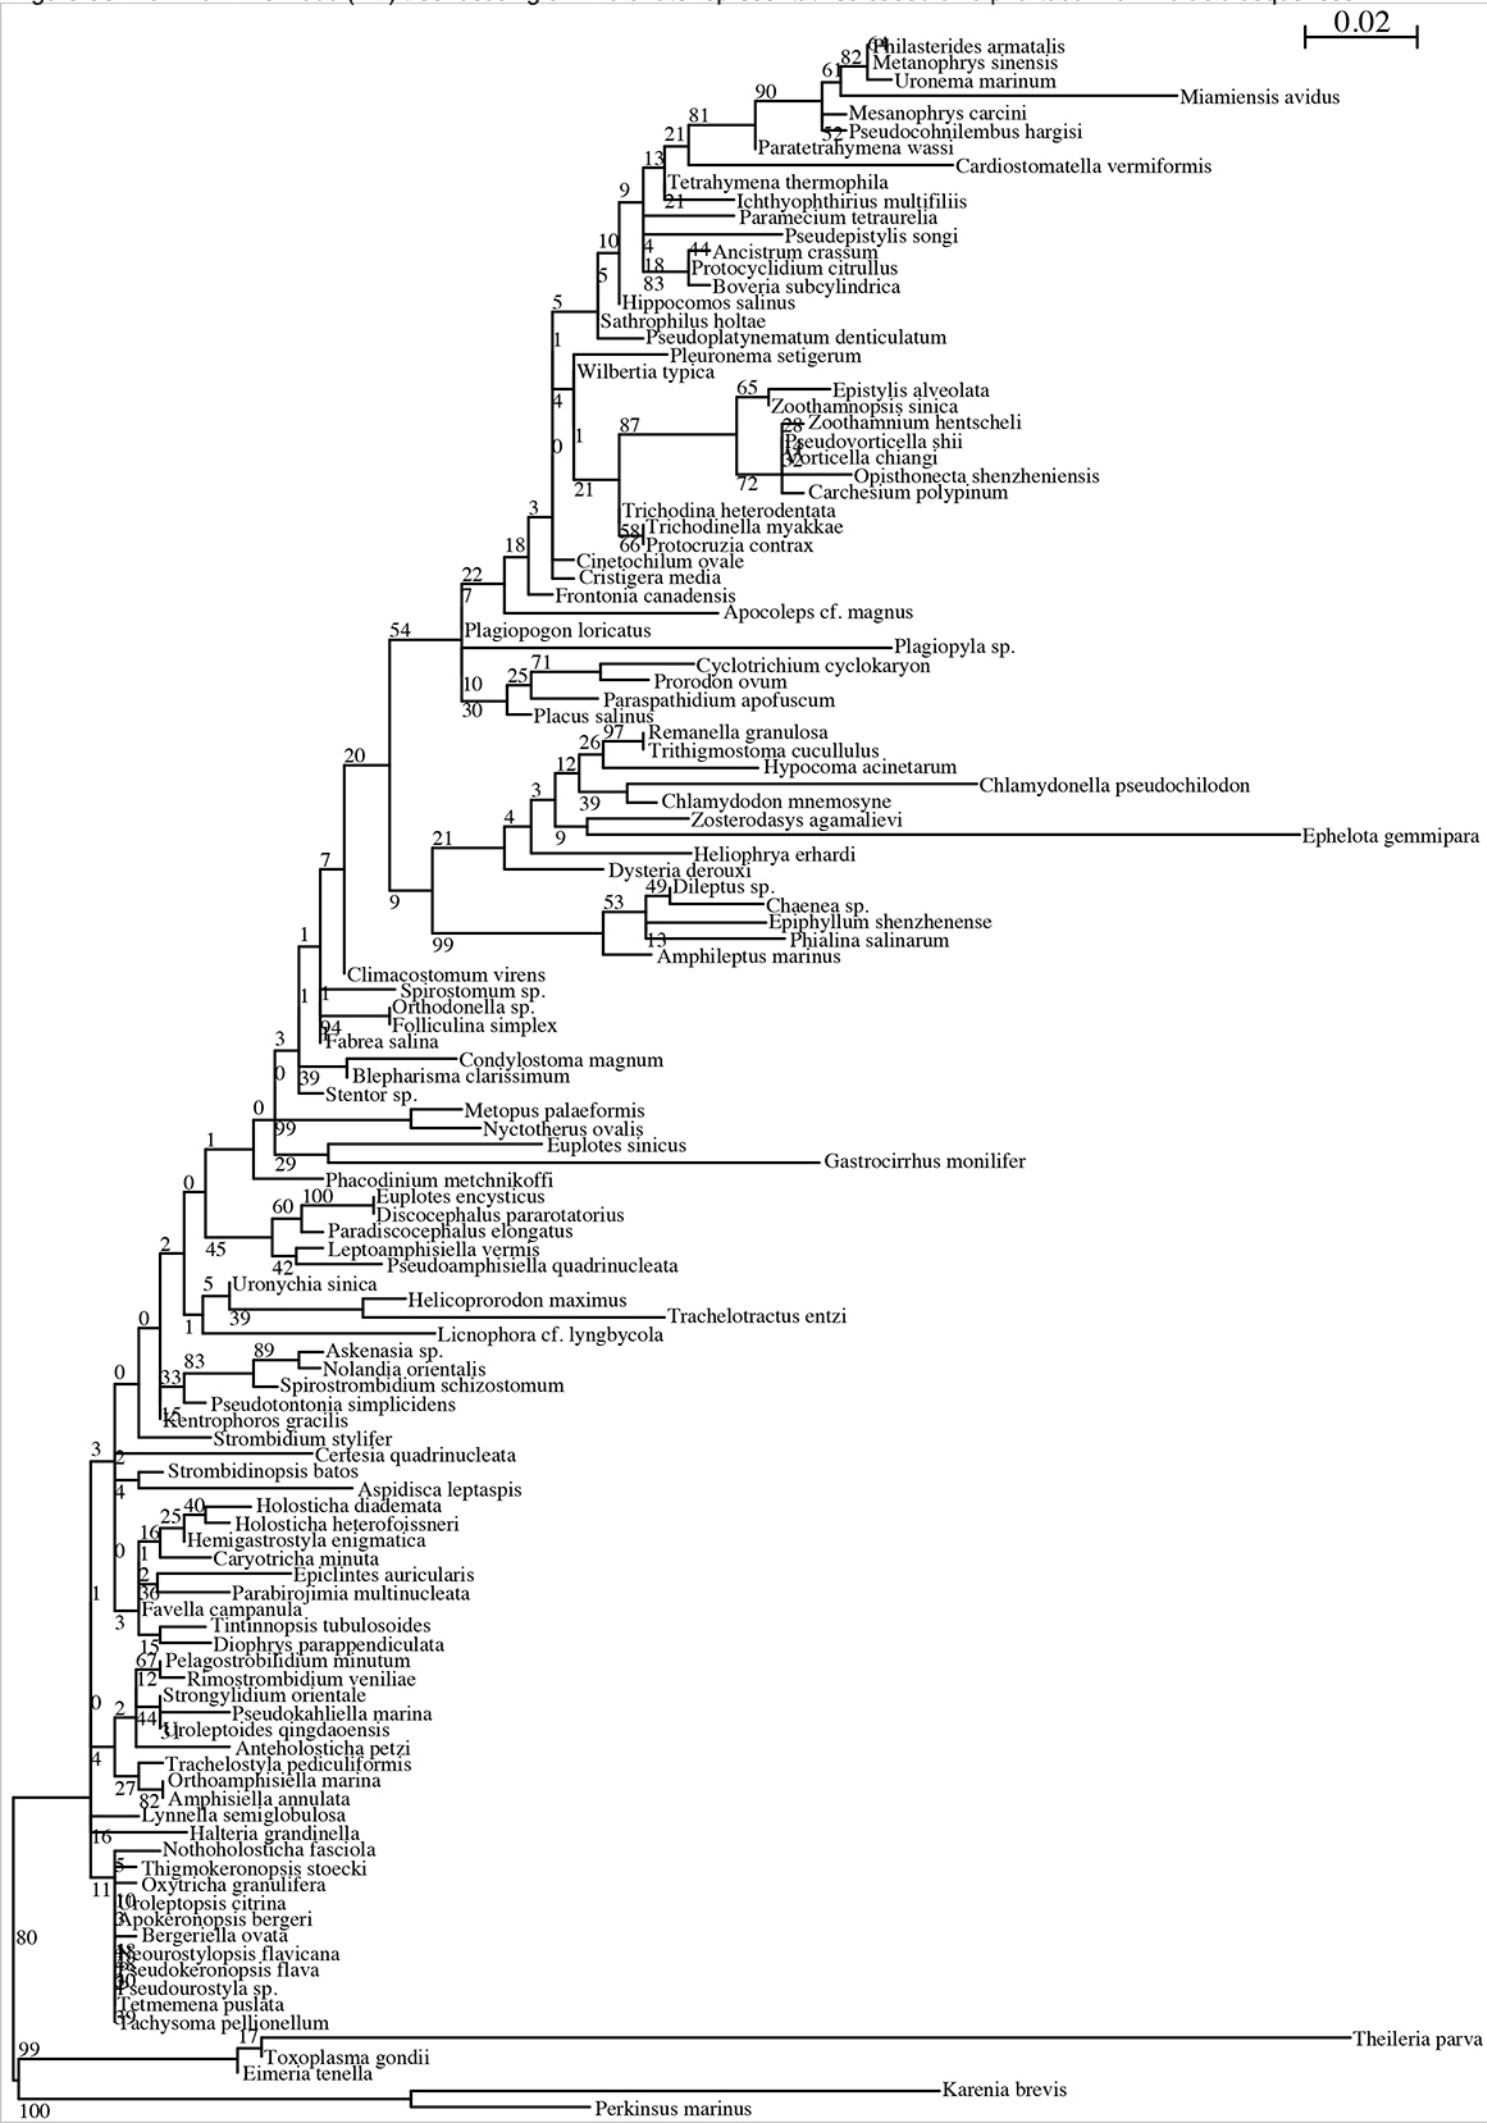 0.02
Philasterides armatalis
82
Metanophrys sinensis
61
Uronema marinum
90
Miamiensis avidus
81
Mesanophrys carcini
52
Pseudocohnilembus hargisi
21
Paratetrahymena wassi
13
Cardiostomatella vermiformis
Tetrahymena thermophila
9
21
Ichthyophthirius multifiliis
Paramecium tetraurelia
Pseudepistylis songi
10
4
44
Ancistrum crassum
18
Protocyclidium citrullus
5
83
Boveria subcylindrica
5
Hippocomos salinus
Sathrophilus holtae
1
Pseudoplatynematum denticulatum
Pleuronema setigerum
Wilbertia typica
65
Epistylis alveolata
4
Zoothamnopsis sinica
87
28
Zoothamnium hentscheli
0
1
Pseudovorticella shii
Vorticella chiangi
32
Opisthonecta shenzheniensis
21
72
Carchesium polypinum
3
Trichodina heterodentata
58
Trichodinella myakkae
18
66
Protocruzia contrax
Cinetochilum ovale
22
Cristigera media
7
Frontonia canadensis
Apocoleps cf. magnus
54
Plagiopogon loricatus
Plagiopyla sp.
71
Cyclotrichium cyclokaryon
10
25
Prorodon ovum
Paraspathidium apofuscum
30
Placus salinus
97
Remanella granulosa
20
26
Trithigmostoma cucullulus
12
Hypocoma acinetarum
3
Chlamydonella pseudochilodon
39
Chlamydodon mnemosyne
4
Zosterodasys agamalievi
21
9
Ephelota gemmipara
7
Heliophrya erhardi
Dysteria derouxi
49
Dileptus sp.
9
53
Chaenea sp.
Epiphyllum shenzhenense
1
99
13
Phialina salinarum
Amphileptus marinus
Climacostomum virens
1
1
Spirostomum sp.
Orthodonella sp.
94
Folliculina simplex
3
Fabrea salina
Condylostoma magnum
0
39
Blepharisma clarissimum
Stentor sp.
0
Metopus palaeformis
99
Nyctotherus ovalis
1
Euplotes sinicus
29
Gastrocirrhus monilifer
0
Phacodinium metchnikoffi
100
Euplotes encysticus
60
Discocephalus pararotatorius
Paradiscocephalus elongatus
2
45
Leptoamphisiella vermis
42
Pseudoamphisiella quadrinucleata
5
Uronychia sinica
Helicoprorodon maximus
0
1
39
Trachelotractus entzi
Licnophora cf. lyngbycola
89
Askenasia sp.
0
33
83
Nolandia orientalis
Spirostrombidium schizostomum
Pseudotontonia simplicidens
15
Kentrophoros gracilis
Strombidium stylifer
3
2
Certesia quadrinucleata
Strombidinopsis batos
4
Aspidisca leptaspis
40
Holosticha diademata
25
Holosticha heterofoissneri
16
Hemigastrostyla enigmatica
0
1
Caryotricha minuta
2
Epiclintes auricularis
1
36
Parabirojimia multinucleata
Favella campanula
3
Tintinnopsis tubulosoides
15
Diophrys parappendiculata
67
Pelagostrobilidium minutum
12
Rimostrombidium veniliae
0
2
Strongylidium orientale
44
Pseudokahliella marina
Uroleptoides qingdaoensis
Anteholosticha petzi
4
Trachelostyla pediculiformis
27
Orthoamphisiella marina
82
Amphisiella annulata
Lynnella semiglobulosa
16
Halteria grandinella
Nothoholosticha fasciola
5
Thigmokeronopsis stoecki
11
Oxytricha granulifera
10
Uroleptopsis citrina
3
Apokeronopsis bergeri
80
Bergeriella ovata
Neourostylopsis flavicana
Pseudokeronopsis flava
Pseudourostyla sp.
Tetmemena puslata
39
Tachysoma pellionellum
17
Theileria parva
99
Toxoplasma gondii
Eimeria tenella
Karenia brevis
100
Perkinsus marinus